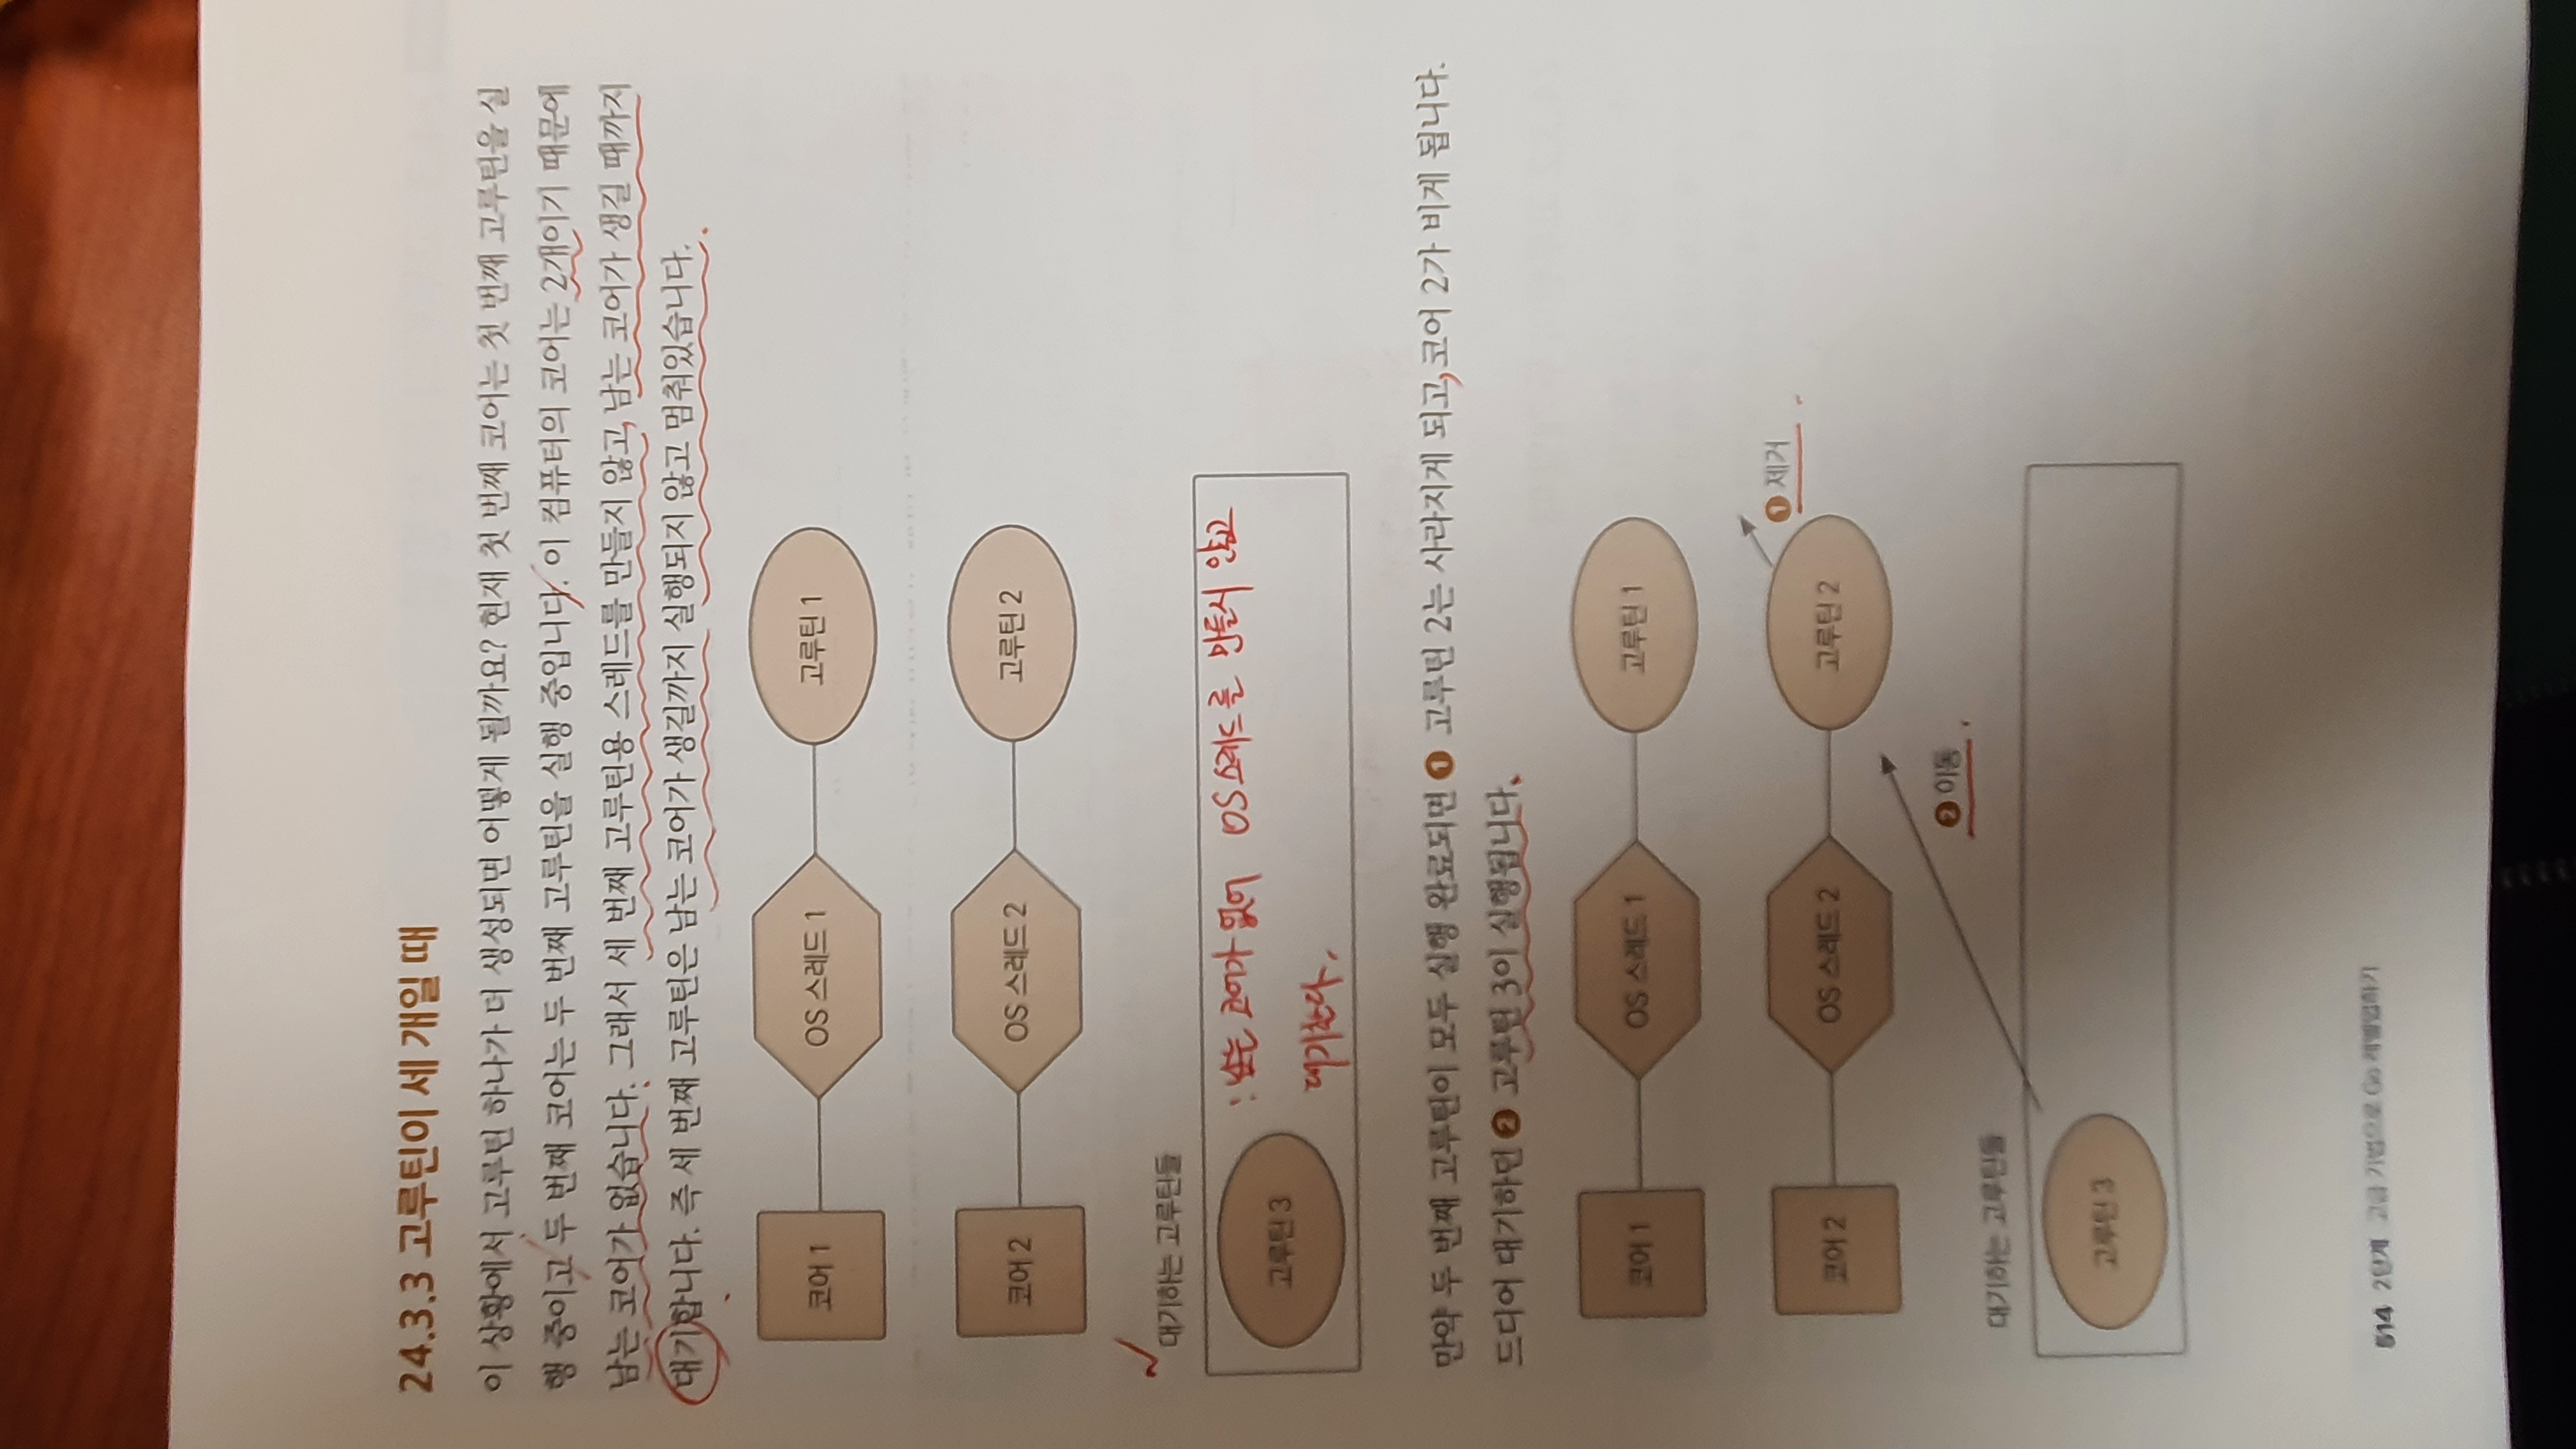 24.3.3 고루틴이 세 개일 때
이 상황에서 고루틴 하나가 더 생성되면 어떻게 될까요? 현재 첫 번째 코어는 첫 번째 고루틴을 실
행 중이고 두 번째 코어는 두 번째 고루틴을 실행 중입니다. 이 컴퓨터의 코어는 2개이기 때문에
남는 코어가 없습니다. 그래서 세 번째 고루틴용 스레드를 만들지 않고, 남는 코어가 생길 때까지
대기합니다. 즉 세 번째 고루틴은 남는 코어가 생길까지 실행되지 않고 멈춰있습니다.
코어 1 OS 스레드 1 고루틴 1
코어 2 OS 스레드 2 고루틴 2
대기하는 고루틴들
: 남는 코어가 없어 OS 스레드를 만들지 않고
고루틴 3
대기한다.
만약 두 번째 고루틴이 모두 실행 완료되면 ❶ 고루틴 2는 사라지게 되고, 코어 2가 비게 됩니다.
드디어 대기하던 ❷ 고루틴 3이 실행됩니다.
코어 1 OS 스레드 1 고루틴 1
❶ 제거
코어 2 OS 스레드 2 고루틴 2
❷ 이동
대기하는 고루틴들
고루틴 3
514 2단계 고급 기법으로 Go 레벨업하기